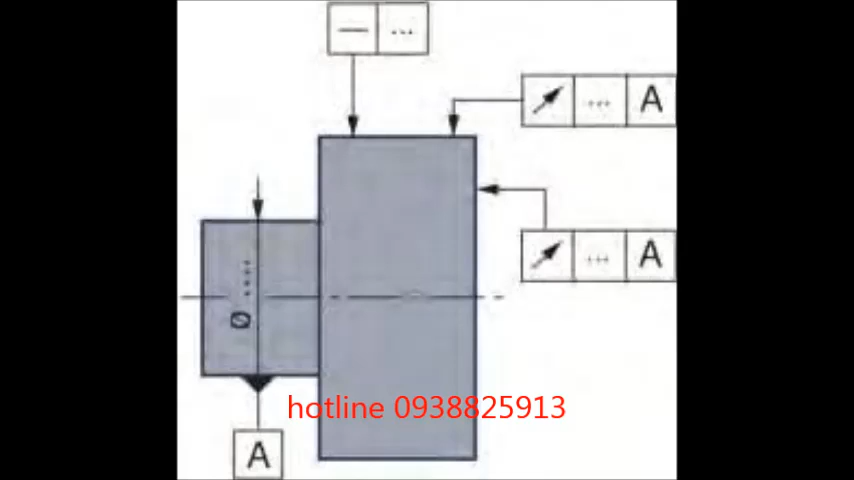 — ...
↗ ... A
↗ ... A
Ø ....
hotline 0938825913
A